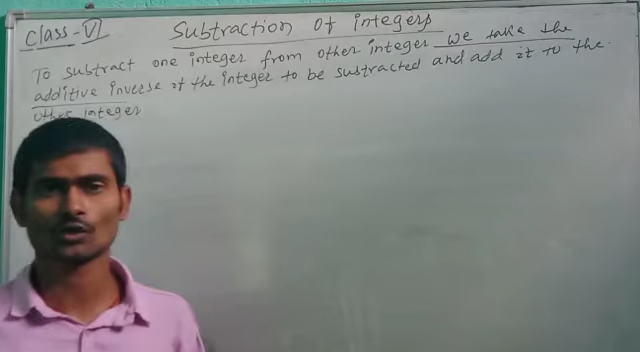 Class-VI
Subtraction Of integers
To subtract one integer from other integer we take the
additive inverse of the integer to be sustracted and add it to the
other integer